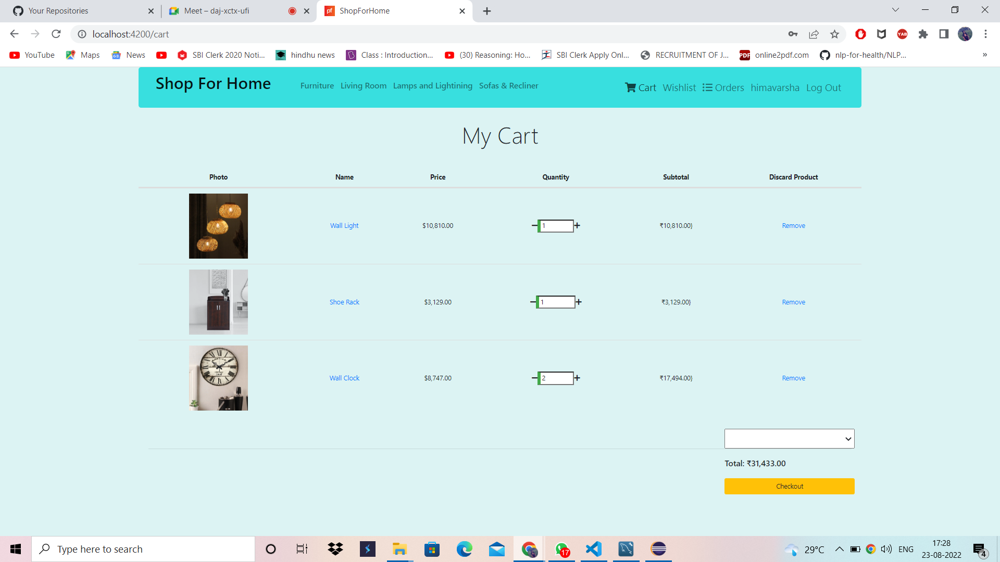 Your Repositories
Meet – daj-xctx-ufi
pf ShopForHome
localhost:4200/cart
YAB
YouTube
Maps
News
SBI Clerk 2020 Noti...
hindhu news
Class : Introduction...
(30) Reasoning: Ho...
SBI Clerk Apply Onl...
RECRUITMENT OF J...
PDF online2pdf.com
nlp-for-health/NLP...
»
Shop For Home
Furniture Living Room Lamps and Lightining Sofas & Recliner
Cart Wishlist Orders himavarsha Log Out
My Cart
Photo Name Price Quantity Subtotal Discard Product
Wall Light $10,810.00 1 ₹10,810.00} Remove
Shoe Rack $3,129.00 1 ₹3,129.00} Remove
Wall Clock $8,747.00 2 ₹17,494.00} Remove
Total: ₹31,433.00
Checkout
Type here to search
17
29°C
ENG
17:28
23-08-2022
4